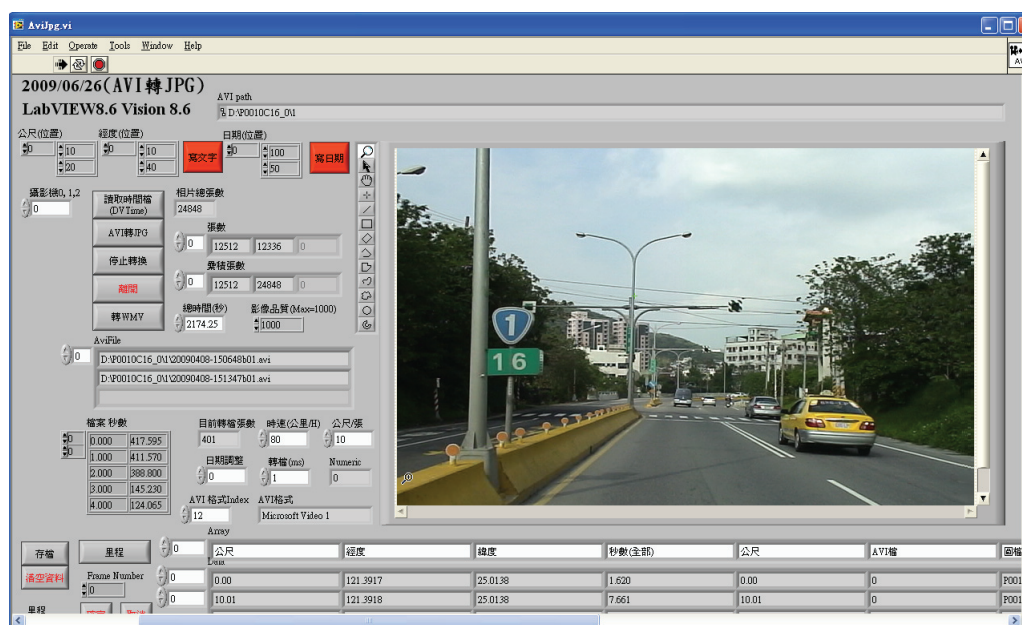 AviJpg.vi
File Edit Operate Tools Window Help
2009/06/26(AVI轉JPG)
LabVIEW8.6 Vision 8.6
AVI path
D:\P0010C16_0\1
公尺(位置) 經度(位置) 日期(位置)
0 10 0 10 寫文字 0 100 寫日期
20 40 50
攝影機0, 1,2
0
讀取時間檔
(DVTime)
相片總張數
24848
AVI轉JPG
張數
0 12512 12336 0
停止轉換
疊積張數
0 12512 24848 0
離開
轉WMV
總時間(秒) 影像品質(Max=1000)
2174.25 1000
1
16
AviFile
0 D:\P0010C16_0\1\20090408-150648b01.avi
D:\P0010C16_0\1\20090408-151347b01.avi
檔案 秒數
0 0.000 417.595
0 1.000 411.570
2.000 388.800
3.000 145.230
4.000 124.065
目前轉檔張數 時速(公里/H) 公尺/張
401 80 10
日期調整 轉檔(ms) Numeric
0 1 0
AVI 格式Index AVI格式
12 Microsoft Video 1
存檔 里程
清空資料 Frame Number
0
里程
Array
0 公尺 經度 緯度 秒數(全部) 公尺 AVI檔 圖檔
Data
0 0.00 121.3917 25.0138 1.620 0.00 0 P001
0 10.01 121.3918 25.0138 7.661 10.01 0 P001